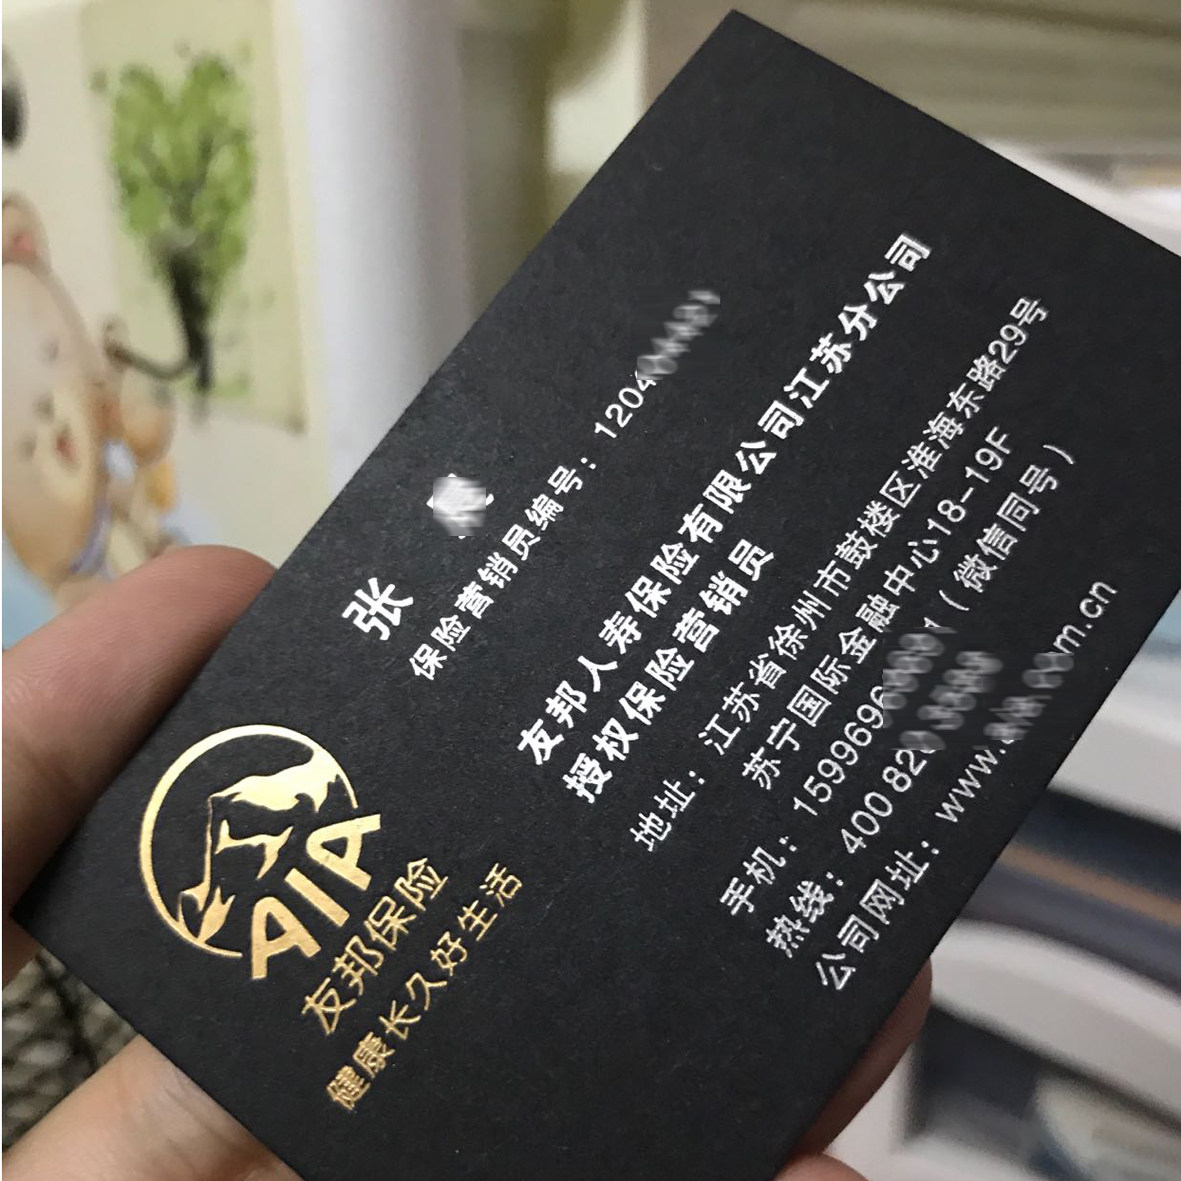 张
保险营销员编号：1204
友邦人寿保险有限公司江苏分公司
授权保险营销员
地址：江苏省徐州市鼓楼区淮海东路29号
苏宁国际金融中心18-19F
手机：1599696 （微信同号）
热线：400 820
公司网址：www. .cn
AIA
友邦保险
健康长久好生活